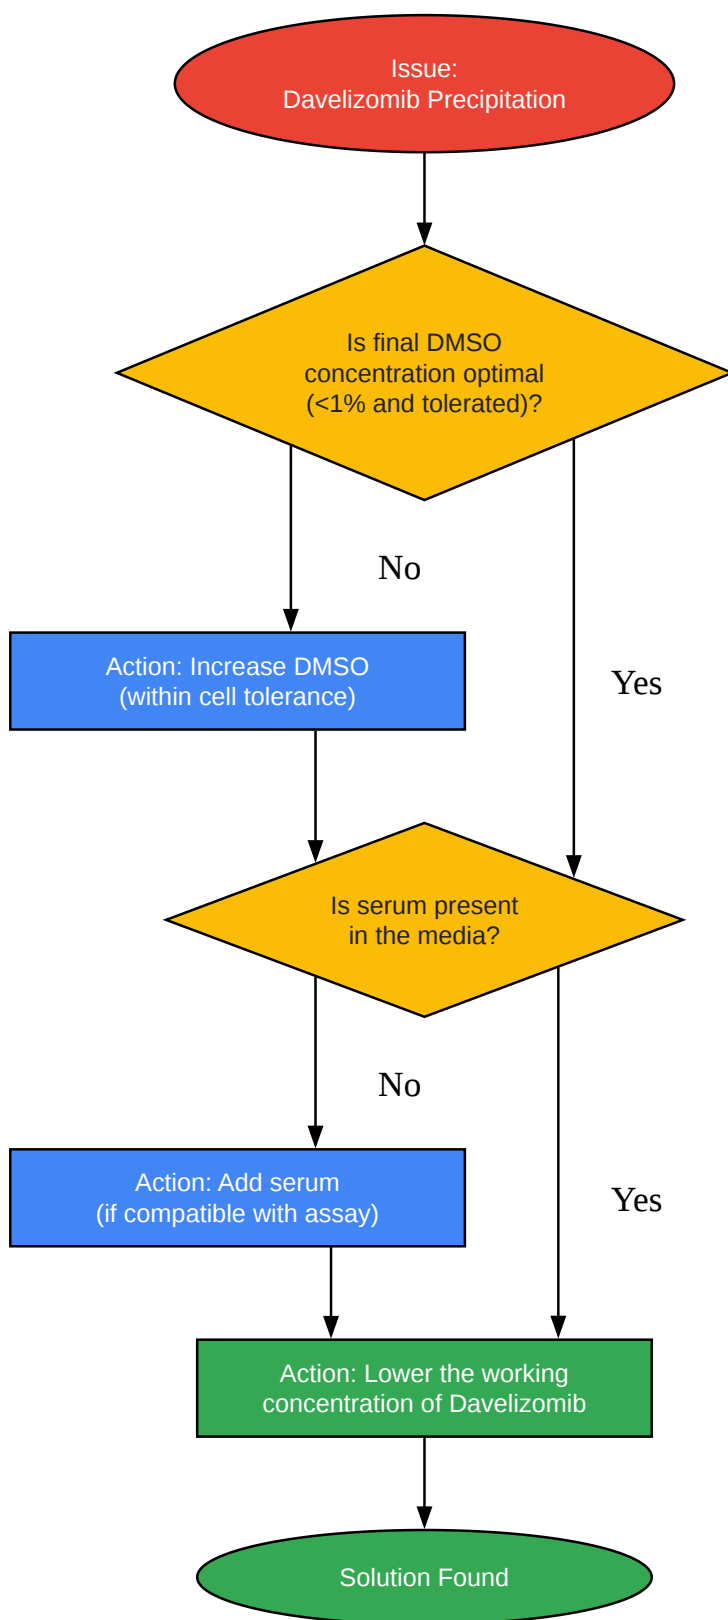 Issue:
Davelizomib Precipitation
Is final DMSO
concentration optimal
(<1% and tolerated)?
No
Action: Increase DMSO
(within cell tolerance)
Yes
Is serum present
in the media?
No
Action: Add serum
(if compatible with assay)
Yes
Action: Lower the working
concentration of Davelizomib
Solution Found